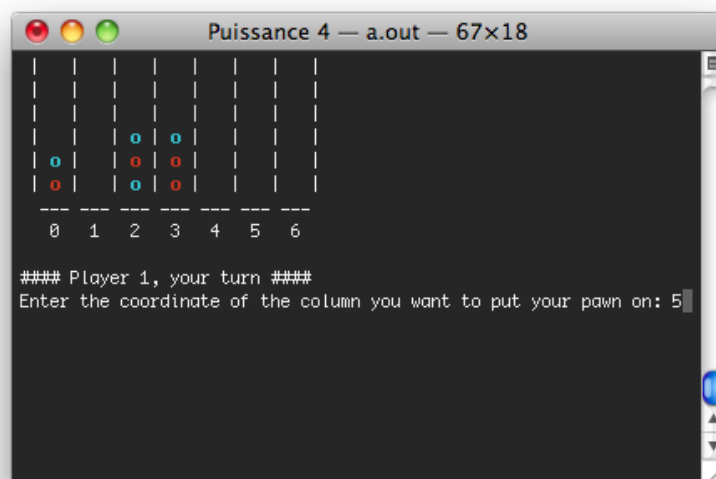 Puissance 4 — a.out — 67×18
|   |   |   |   |   |   |   |
|   |   |   |   |   |   |   |
|   |   |   |   |   |   |   |
|   |   | o | o |   |   |   |
| o |   | o | o |   |   |   |
| o |   | o | o |   |   |   |
--- --- --- --- --- --- ---
0 1 2 3 4 5 6
#### Player 1, your turn ####
Enter the coordinate of the column you want to put your pawn on: 5